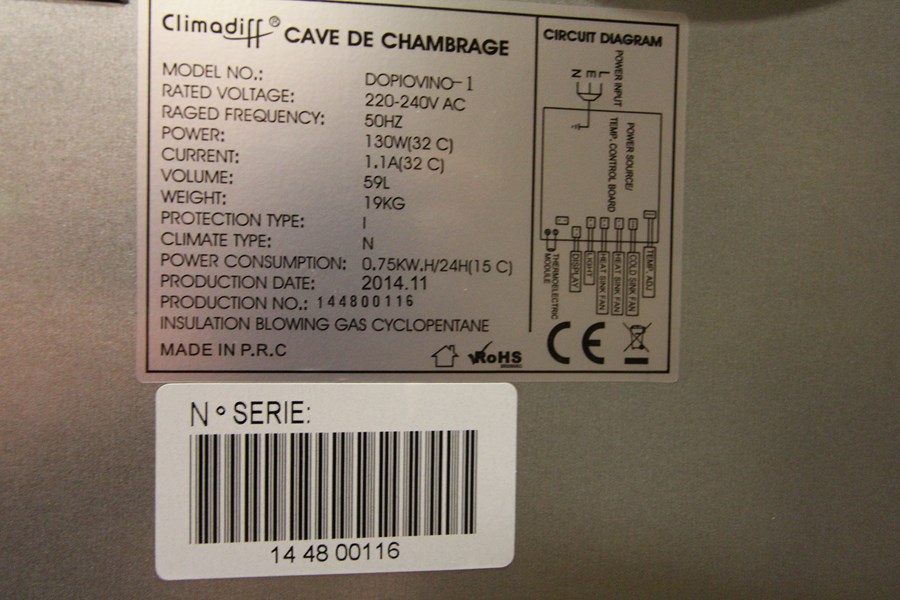 Climadiff® CAVE DE CHAMBRAGE
MODEL NO.: DOPIOVINO-1
RATED VOLTAGE: 220-240V AC
RAGED FREQUENCY: 50HZ
POWER: 130W(32 C)
CURRENT: 1.1A(32 C)
VOLUME: 59L
WEIGHT: 19KG
PROTECTION TYPE: I
CLIMATE TYPE: N
POWER CONSUMPTION: 0.75KW.H/24H(15 C)
PRODUCTION DATE: 2014.11
PRODUCTION NO.: 144800116
INSULATION BLOWING GAS CYCLOPENTANE
MADE IN P.R.C
RoHS
CIRCUIT DIAGRAM
POWER INPUT
L
E
N
POWER SOURCE/
TEMP. CONTROL BOARD
TEMP. ADJ
COLD SINK FAN
HEAT SINK FAN
HEAT SINK FAN
LIGHT
DISPLAY
THERMOELECTRIC
MODULE
CE
N° SERIE:
14 48 00116